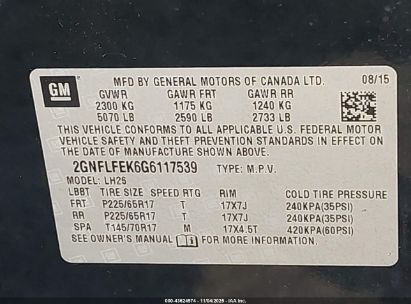 GM
MFD BY GENERAL MOTORS OF CANADA LTD. 08/15
GVWR GAWR FRT GAWR RR
2300 KG 1175 KG 1240 KG
5070 LB 2590 LB 2733 LB
THIS VEHICLE CONFORMS TO ALL APPLICABLE U.S. FEDERAL MOTOR
VEHICLE SAFETY AND THEFT PREVENTION STANDARDS IN EFFECT ON
THE DATE OF MANUFACTURE SHOWN ABOVE.
2GNFLFEK6G6117539 TYPE: M.P.V.
MODEL: LH26
LBBT TIRE SIZE SPEED RTG RIM COLD TIRE PRESSURE
FRT P225/65R17 T 17X7J 240KPA(35PSI)
RR P225/65R17 T 17X7J 240KPA(35PSI)
SPA T145/70R17 M 17X4.5T 420KPA(60PSI)
SEE OWNER'S MANUAL FOR MORE INFORMATION.